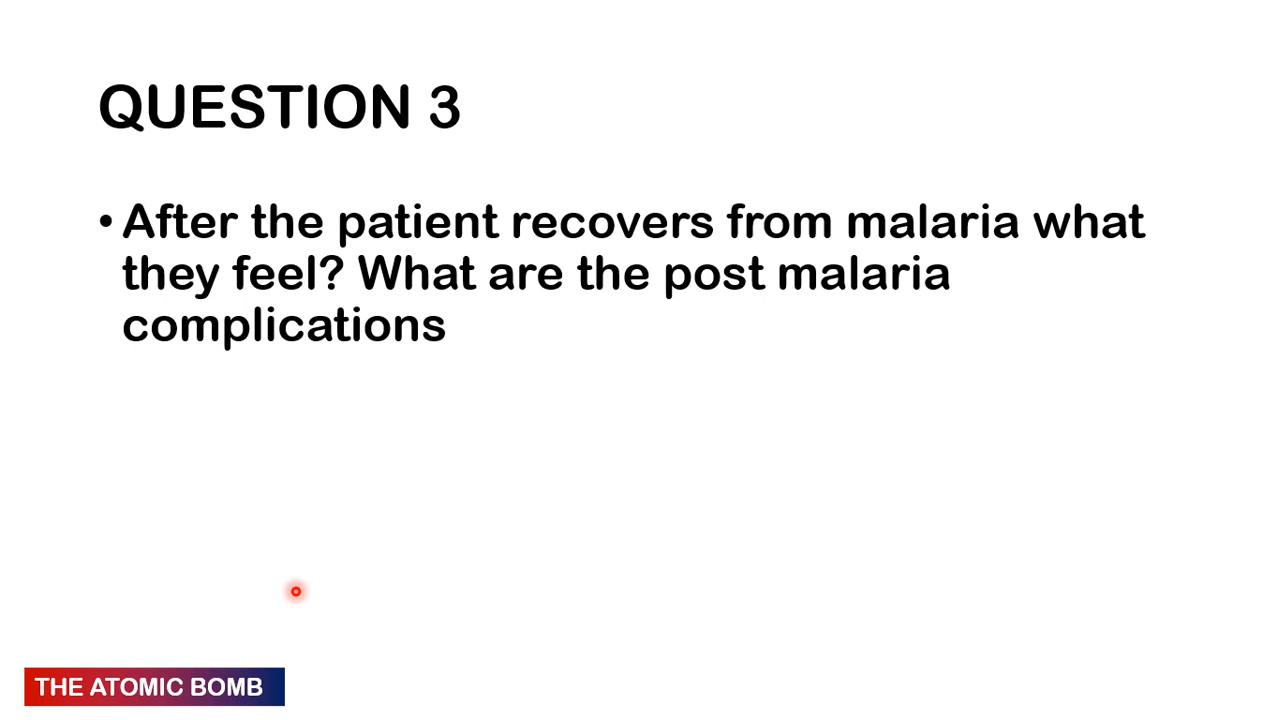 QUESTION 3
• After the patient recovers from malaria what
they feel? What are the post malaria
complications
THE ATOMIC BOMB